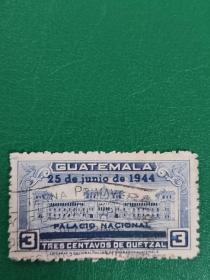 GUATEMALA
25 de junio de 1944
PALACIO NACIONAL
3 TRES CENTAVOS DE QUETZAL 3